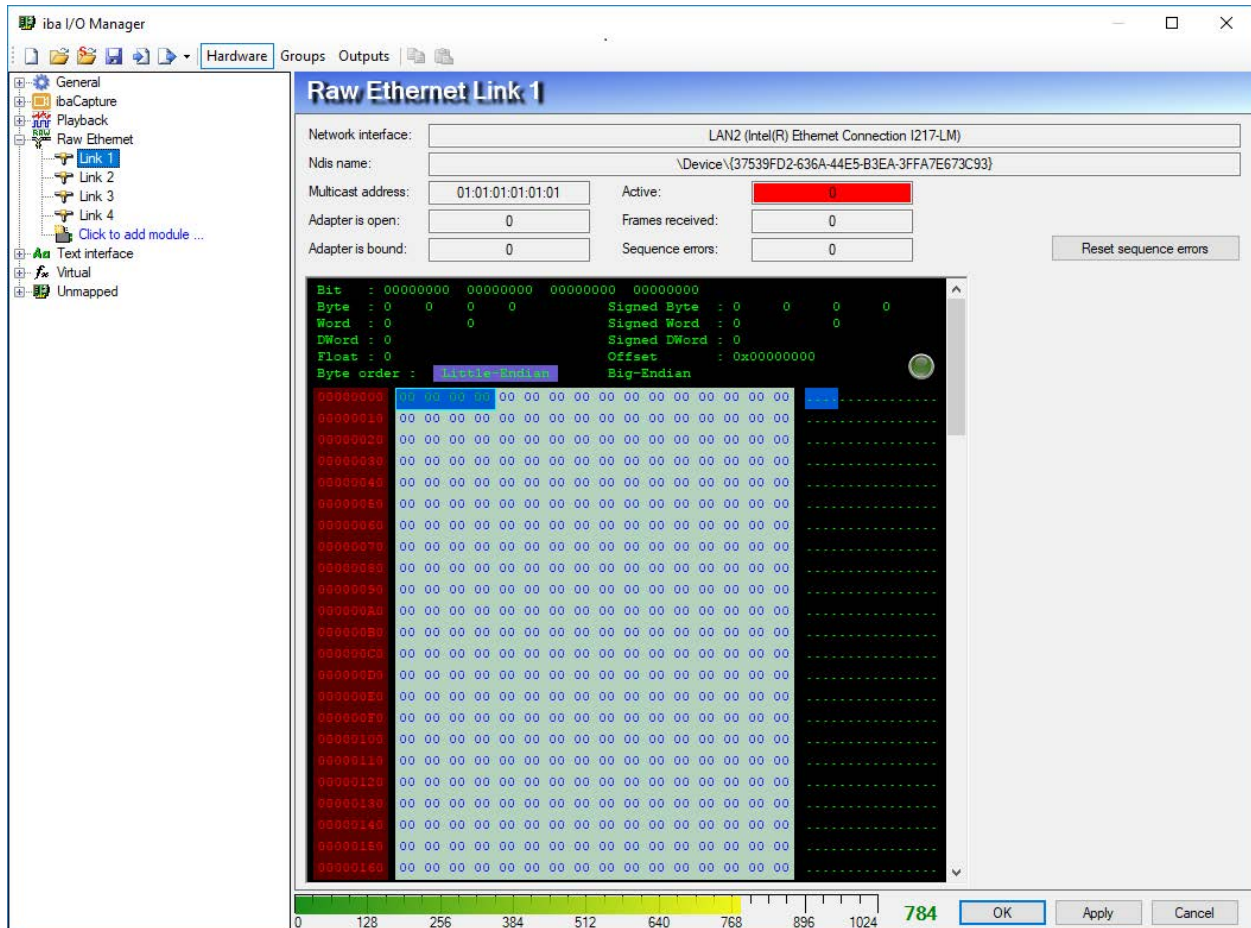 iba I/O Manager
Hardware Groups Outputs
General
ibaCapture
Playback
Raw Ethernet
Link 1
Link 2
Link 3
Link 4
Click to add module ...
Text interface
Virtual
Unmapped
Raw Ethernet Link 1
Network interface: LAN2 (Intel(R) Ethernet Connection I217-LM)
Ndis name: \Device\{37539FD2-636A-44E5-B3EA-3FFA7E673C93}
Multicast address: 01:01:01:01:01:01 Active: 0
Adapter is open: 0 Frames received: 0
Adapter is bound: 0 Sequence errors: 0 Reset sequence errors
Bit : 00000000 00000000 00000000 00000000
Byte : 0 0 0 0 Signed Byte : 0 0 0 0
Word : 0 0 Signed Word : 0 0
DWord : 0 Signed DWord : 0
Float : 0 Offset : 0x00000000
Byte order : Little-Endian Big-Endian
00000000 00 00 00 00 00 00 00 00 00 00 00 00 00 00 00 00 ................
00000010 00 00 00 00 00 00 00 00 00 00 00 00 00 00 00 00 ................
00000020 00 00 00 00 00 00 00 00 00 00 00 00 00 00 00 00 ................
00000030 00 00 00 00 00 00 00 00 00 00 00 00 00 00 00 00 ................
00000040 00 00 00 00 00 00 00 00 00 00 00 00 00 00 00 00 ................
00000050 00 00 00 00 00 00 00 00 00 00 00 00 00 00 00 00 ................
00000060 00 00 00 00 00 00 00 00 00 00 00 00 00 00 00 00 ................
00000070 00 00 00 00 00 00 00 00 00 00 00 00 00 00 00 00 ................
00000080 00 00 00 00 00 00 00 00 00 00 00 00 00 00 00 00 ................
00000090 00 00 00 00 00 00 00 00 00 00 00 00 00 00 00 00 ................
000000A0 00 00 00 00 00 00 00 00 00 00 00 00 00 00 00 00 ................
000000B0 00 00 00 00 00 00 00 00 00 00 00 00 00 00 00 00 ................
000000C0 00 00 00 00 00 00 00 00 00 00 00 00 00 00 00 00 ................
000000D0 00 00 00 00 00 00 00 00 00 00 00 00 00 00 00 00 ................
000000E0 00 00 00 00 00 00 00 00 00 00 00 00 00 00 00 00 ................
000000F0 00 00 00 00 00 00 00 00 00 00 00 00 00 00 00 00 ................
00000100 00 00 00 00 00 00 00 00 00 00 00 00 00 00 00 00 ................
00000110 00 00 00 00 00 00 00 00 00 00 00 00 00 00 00 00 ................
00000120 00 00 00 00 00 00 00 00 00 00 00 00 00 00 00 00 ................
00000130 00 00 00 00 00 00 00 00 00 00 00 00 00 00 00 00 ................
00000140 00 00 00 00 00 00 00 00 00 00 00 00 00 00 00 00 ................
00000150 00 00 00 00 00 00 00 00 00 00 00 00 00 00 00 00 ................
00000160 00 00 00 00 00 00 00 00 00 00 00 00 00 00 00 00 ................
0 128 256 384 512 640 768 896 1024 784 OK Apply Cancel